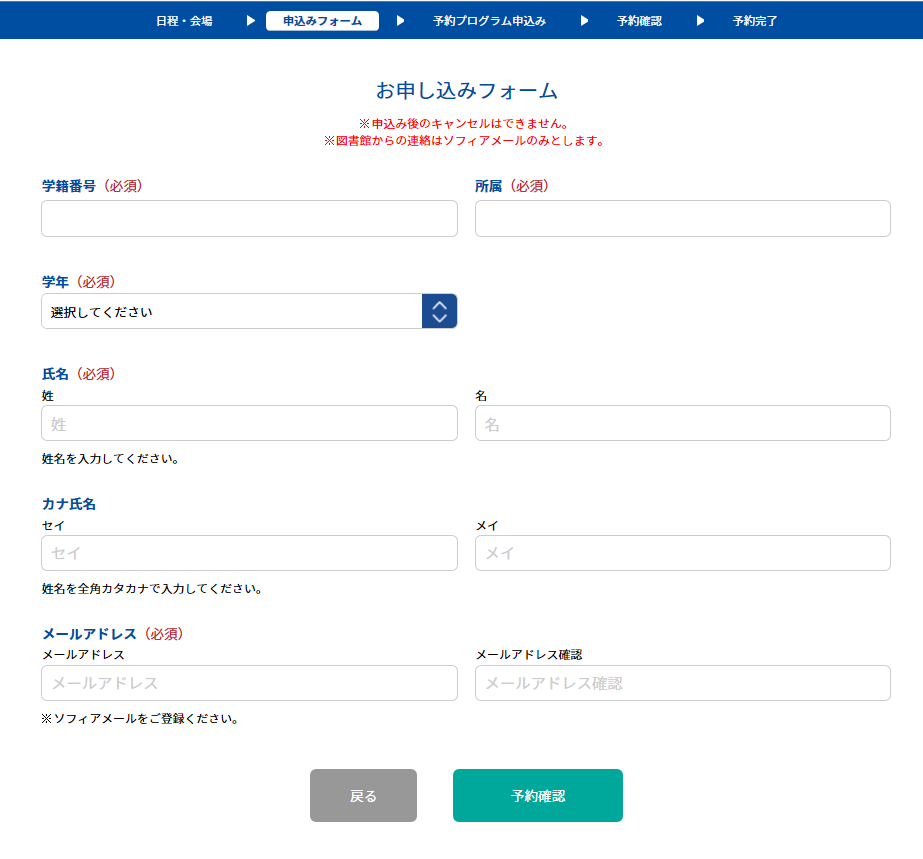 日程・会場 ▶ 申込みフォーム ▶ 予約プログラム申込み ▶ 予約確認 ▶ 予約完了
お申し込みフォーム
※申込み後のキャンセルはできません。
※図書館からの連絡はソフィアメールのみとします。
学籍番号（必須） 所属（必須）
学年（必須）
選択してください
氏名（必須）
姓 名
姓 名
姓名を入力してください。
カナ氏名
セイ メイ
セイ メイ
姓名を全角カタカナで入力してください。
メールアドレス（必須）
メールアドレス メールアドレス確認
メールアドレス メールアドレス確認
※ソフィアメールをご登録ください。
戻る 予約確認